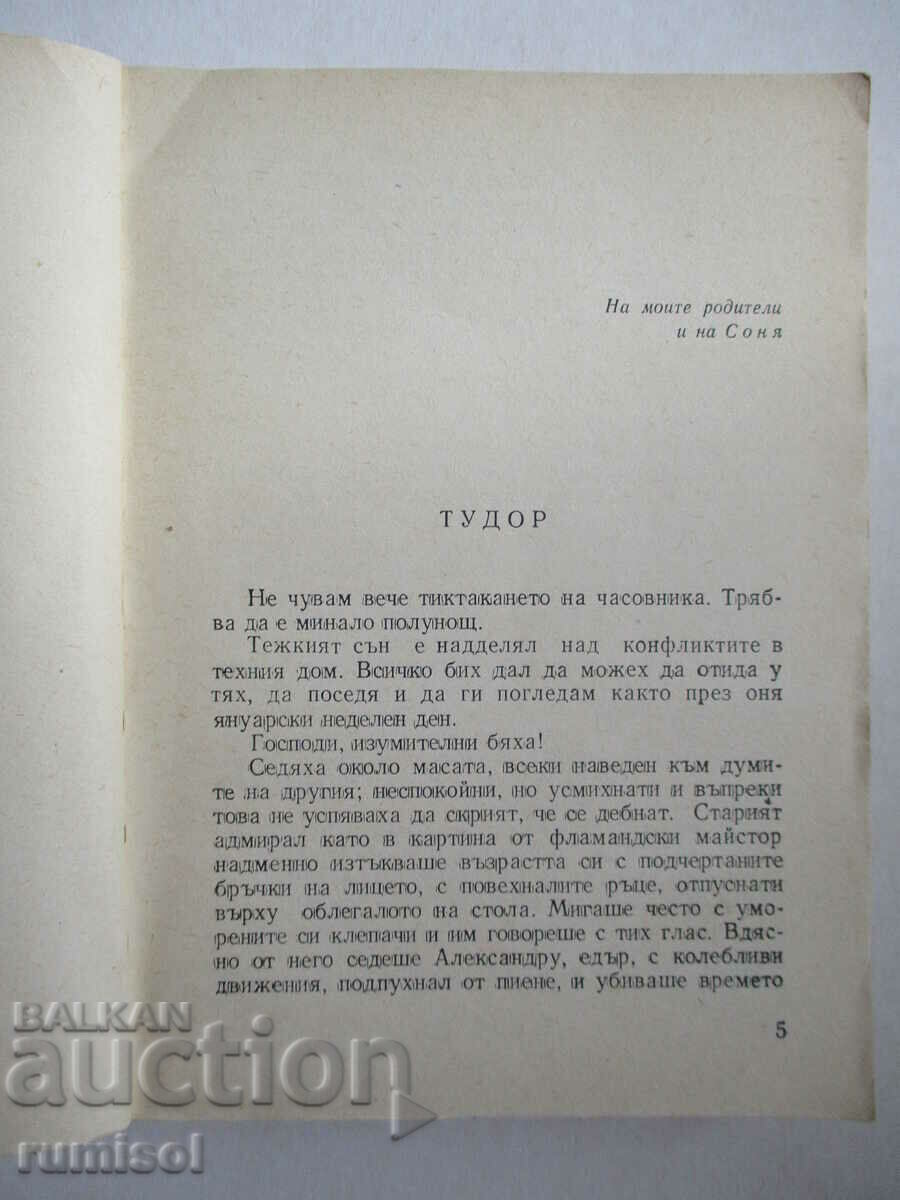 На моите родители
и на Соня
ТУДОР
Не чувам вече тиктакането на часовника. Тряб-
ва да е минало полунощ.
Тежкият сън е надделял над конфликтите в
техния дом. Всичко бих дал да можех да отида у
тях, да поседя и да ги погледам както през оня
януарски неделен ден.
Господи, изумителни бяха!
Седяха около масата, всеки наведен към думи-
те на другия; неспокойни, но усмихнати и въпреки
това не успяваха да скрият, че се дебнат. Старият
адмирал като в картина от фламандски майстор
надменно изтъкваше възрастта си с подчертаните
бръчки на лицето, с повехналите ръце, отпуснати
върху облегалото на стола. Мигаше често с умо-
рените си клепачи и им говореше с тих глас. Вдяс-
но от него седеше Александру, едър, с колебливи
движения, подпухнал от пиене, и убиваше времето
5
BALKAN
auction
rumisol